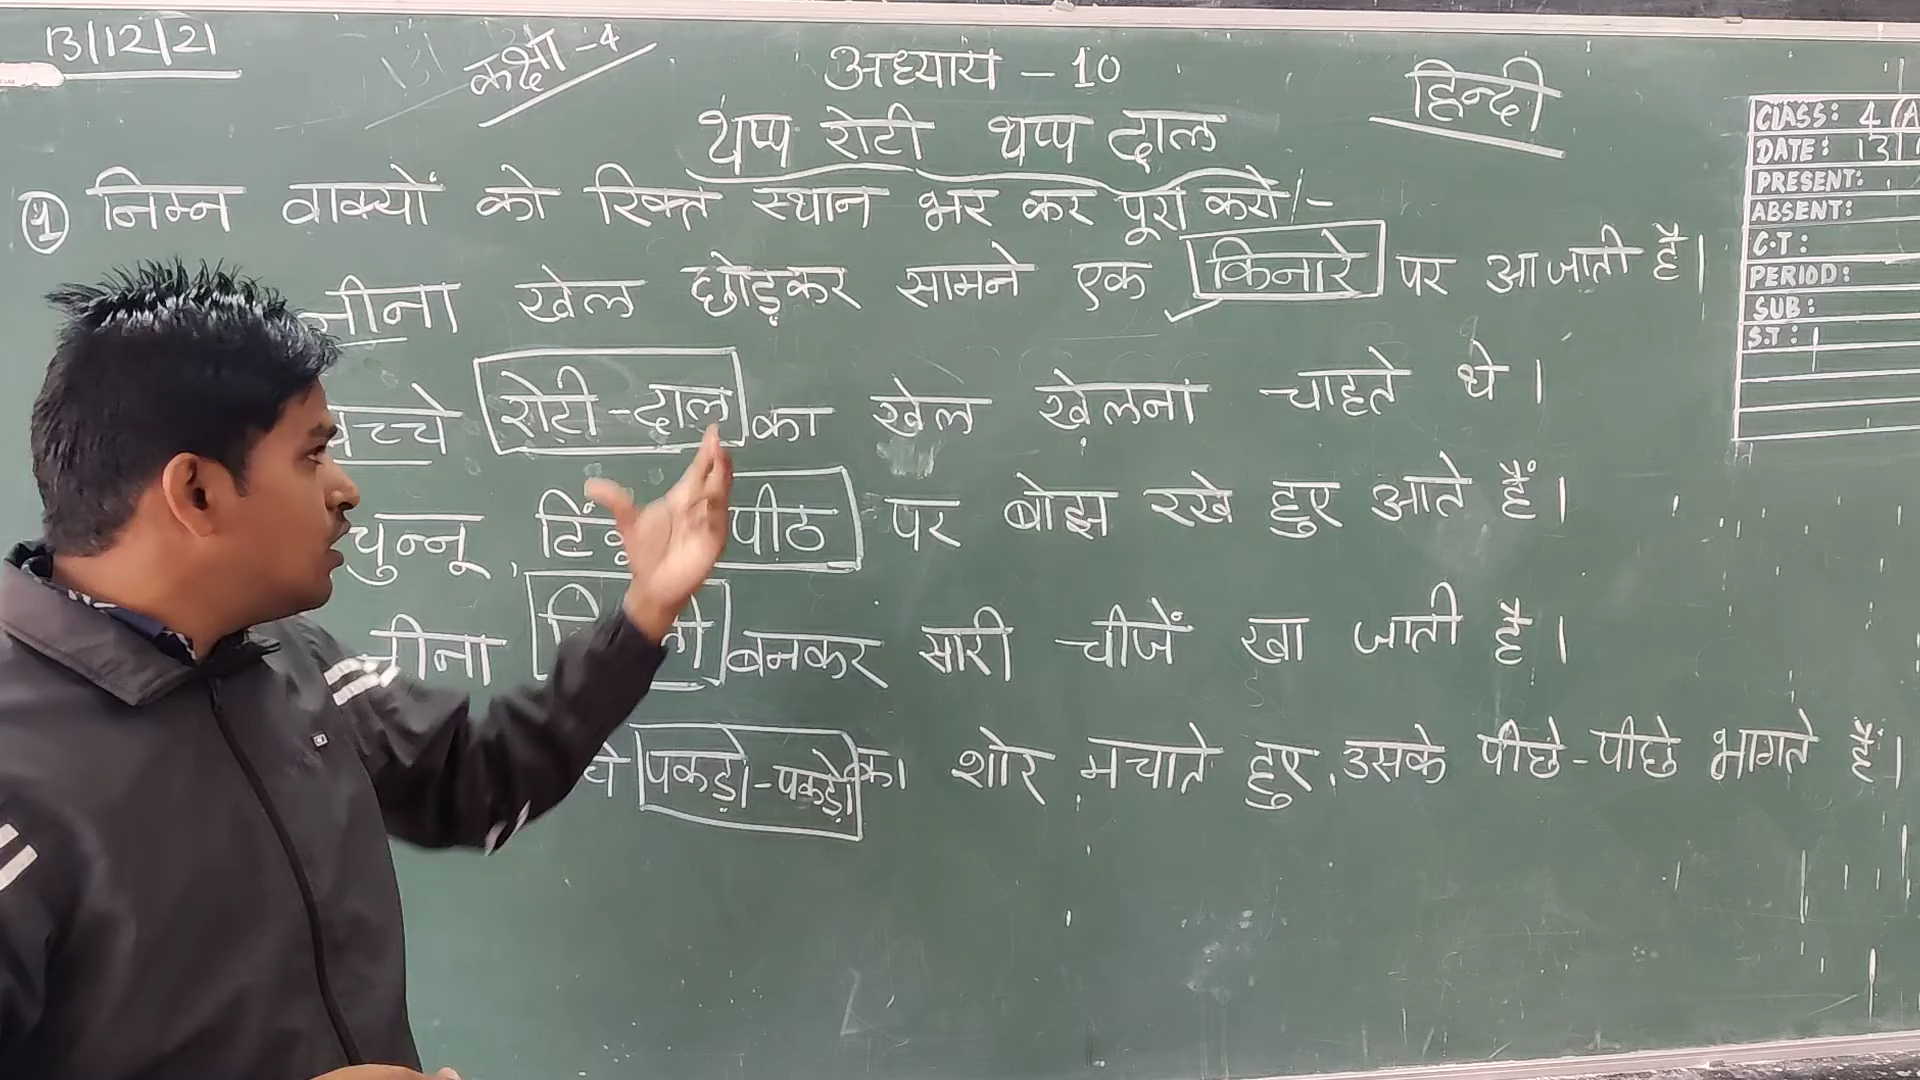 13/12/21
कक्षा - 4
अध्याय - 10
हिन्दी
थप्प रोटी थप्प दाल
१ निम्न वाक्यों को रिक्त स्थान भर कर पूरा करो:-
नीना खेल छोड़कर सामने एक किनारे पर आ जाती है।
बच्चे रोटी-दाल का खेल खेलना चाहते थे।
चुन्नू, पीठ पर बोझ रखे हुए आते हैं।
नीना बनकर सारी चीजें खा जाती है।
पकड़ो-पकड़ो का शोर मचाते हुए, उसके पीछे-पीछे भागते हैं।
CLASS: 4 (A
DATE: 13
PRESENT:
ABSENT:
C.T:
PERIOD:
SUB:
S.T: